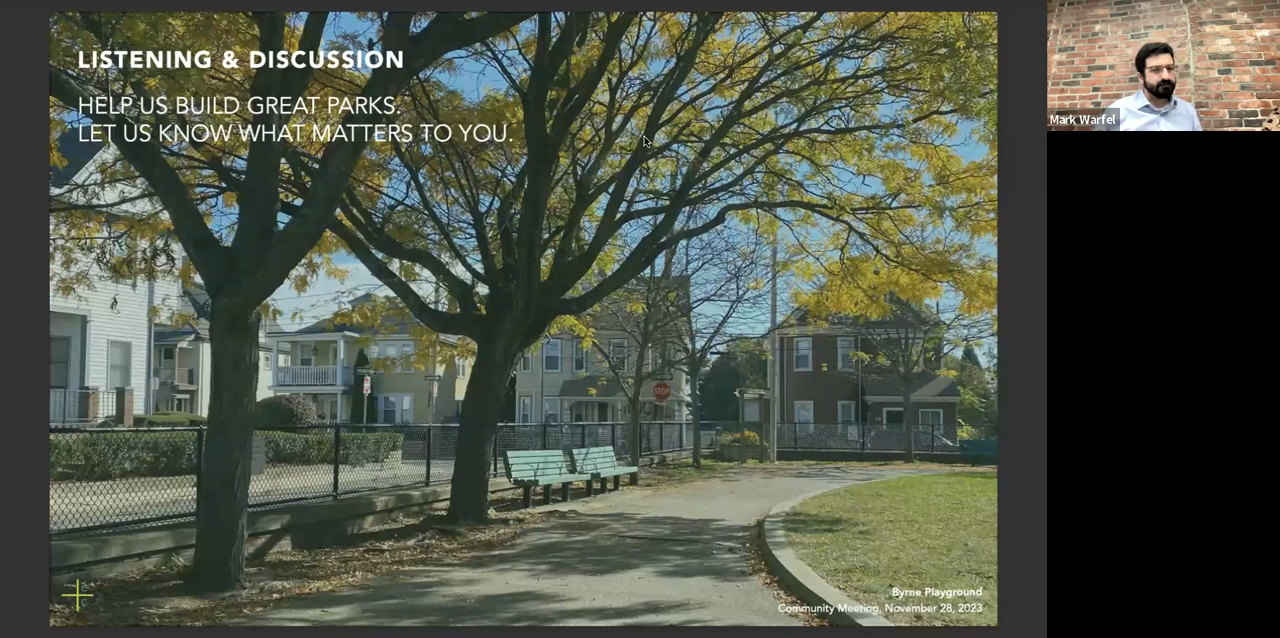 LISTENING & DISCUSSION
HELP US BUILD GREAT PARKS.
LET US KNOW WHAT MATTERS TO YOU.
Mark Warfel
STOP
Byrne Playground
Community Meeting, November 28, 2023